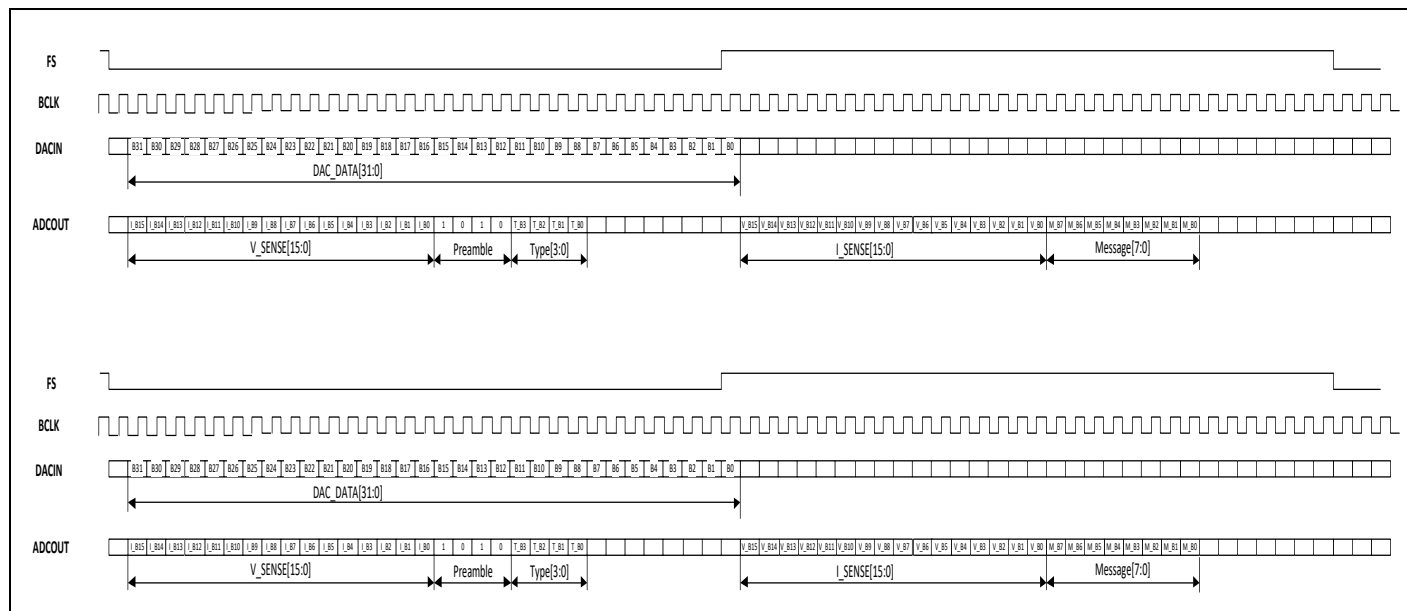 FS
BCLK
DACIN B31 B30 B29 B28 B27 B26 B25 B24 B23 B22 B21 B20 B19 B18 B17 B16 B15 B14 B13 B12 B11 B10 B9 B8 B7 B6 B5 B4 B3 B2 B1 B0
DAC_DATA[31:0]
ADCOUT I_B15 I_B14 I_B13 I_B12 I_B11 I_B10 I_B9 I_B8 I_B7 I_B6 I_B5 I_B4 I_B3 I_B2 I_B1 I_B0 1 0 1 0 T_B3 T_B2 T_B1 T_B0 V_B15 V_B14 V_B13 V_B12 V_B11 V_B10 V_B9 V_B8 V_B7 V_B6 V_B5 V_B4 V_B3 V_B2 V_B1 V_B0 M_B7 M_B6 M_B5 M_B4 M_B3 M_B2 M_B1 M_B0
V_SENSE[15:0] Preamble Type[3:0] I_SENSE[15:0] Message[7:0]
FS
BCLK
DACIN B31 B30 B29 B28 B27 B26 B25 B24 B23 B22 B21 B20 B19 B18 B17 B16 B15 B14 B13 B12 B11 B10 B9 B8 B7 B6 B5 B4 B3 B2 B1 B0
DAC_DATA[31:0]
ADCOUT I_B15 I_B14 I_B13 I_B12 I_B11 I_B10 I_B9 I_B8 I_B7 I_B6 I_B5 I_B4 I_B3 I_B2 I_B1 I_B0 1 0 1 0 T_B3 T_B2 T_B1 T_B0 V_B15 V_B14 V_B13 V_B12 V_B11 V_B10 V_B9 V_B8 V_B7 V_B6 V_B5 V_B4 V_B3 V_B2 V_B1 V_B0 M_B7 M_B6 M_B5 M_B4 M_B3 M_B2 M_B1 M_B0
V_SENSE[15:0] Preamble Type[3:0] I_SENSE[15:0] Message[7:0]